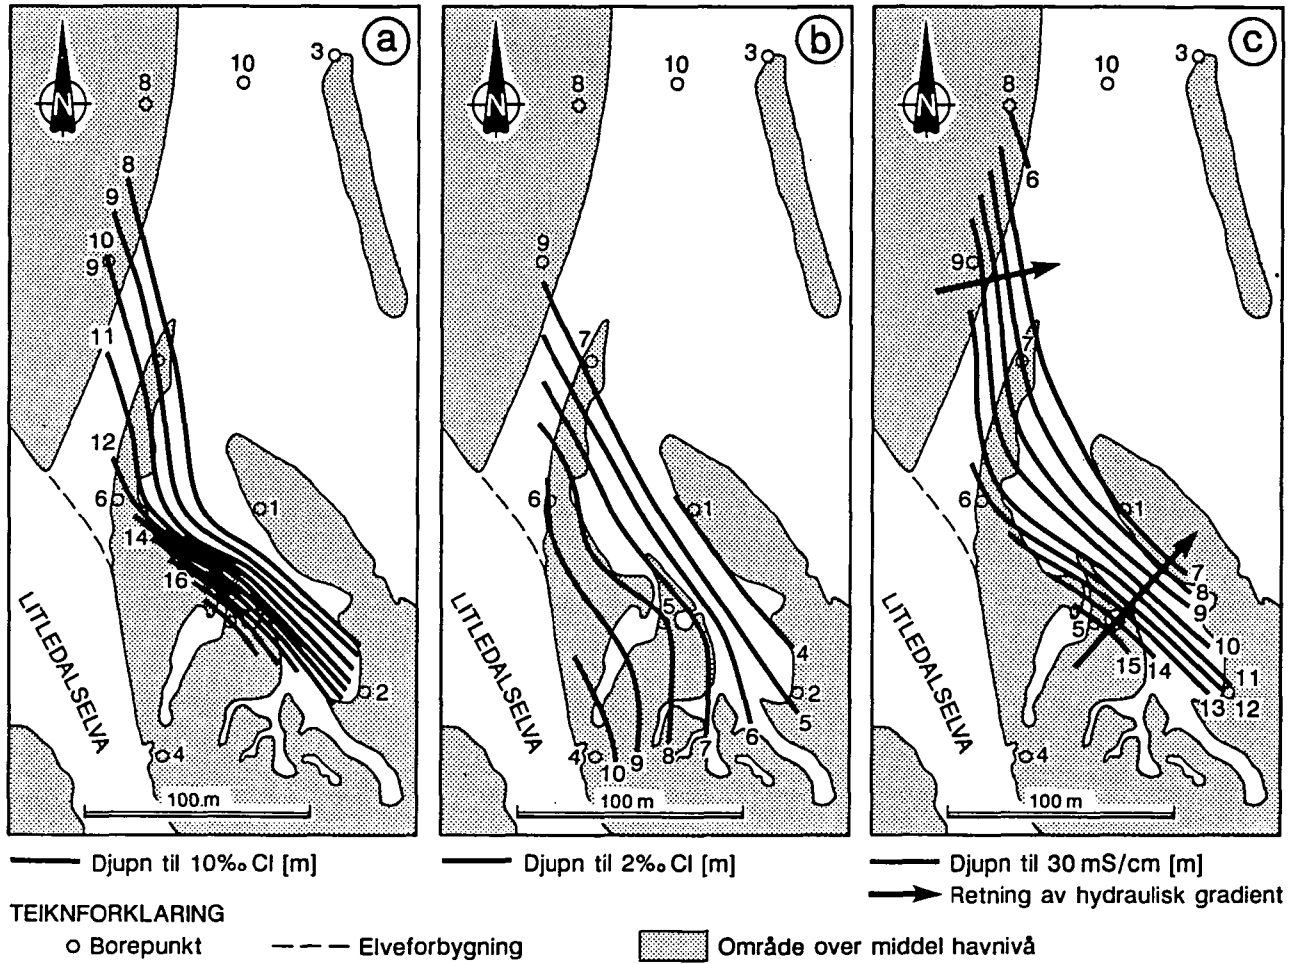 a
N
8
10
3
8
9
10
9
11
12
6
14
16
1
2
4
LITLEDALSELVA
100 m
b
N
8
10
3
9
7
6
1
5
4
2
5
6
7
8
9
10
4
LITLEDALSELVA
100 m
c
N
8
10
3
6
9
7
6
1
7
8
9
10
11
12
13
14
15
5
2
4
LITLEDALSELVA
100 m
Djupn til 10‰ Cl [m]
Djupn til 2‰ Cl [m]
Djupn til 30 mS/cm [m]
Retning av hydraulisk gradient
TEIKNFORKLARING
Borepunkt
Elveforbygning
Område over middel havnivå